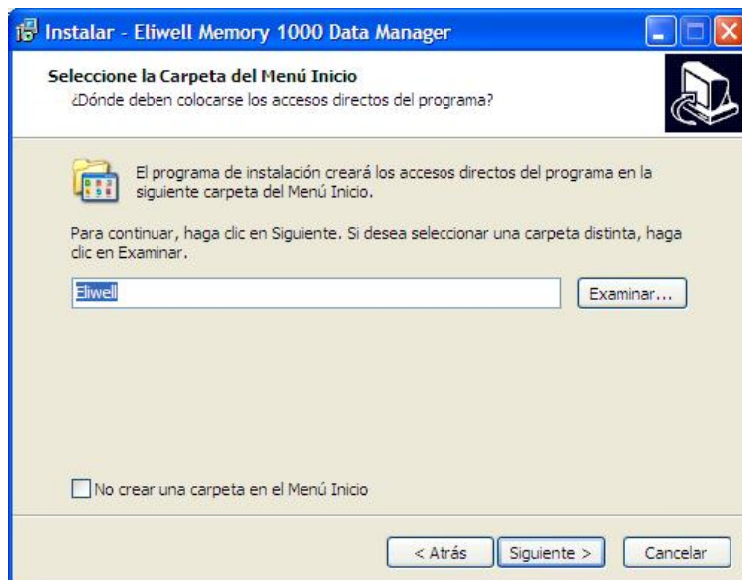 Instalar - Eliwell Memory 1000 Data Manager
Seleccione la Carpeta del Menú Inicio
¿Dónde deben colocarse los accesos directos del programa?
El programa de instalación creará los accesos directos del programa en la
siguiente carpeta del Menú Inicio.
Para continuar, haga clic en Siguiente. Si desea seleccionar una carpeta distinta, haga
clic en Examinar.
Eliwell
Examinar...
No crear una carpeta en el Menú Inicio
< Atrás
Siguiente >
Cancelar